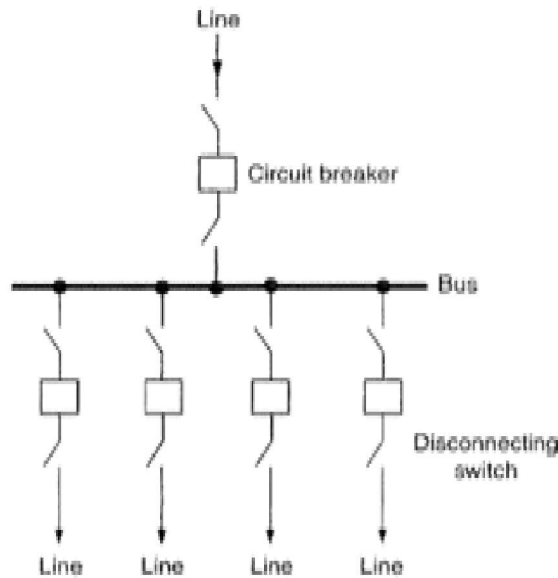 Line
Circuit breaker
Bus
Disconnecting
switch
Line
Line
Line
Line